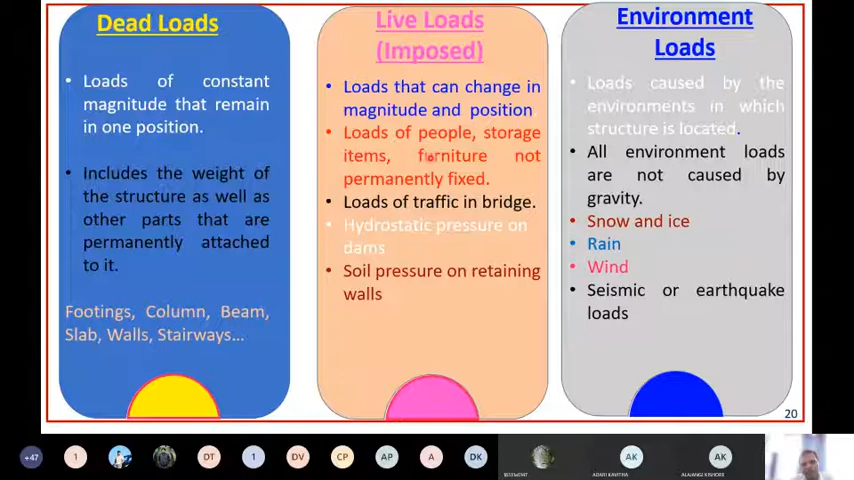 Dead Loads
• Loads of constant
magnitude that remain
in one position.
• Includes the weight of
the structure as well as
other parts that are
permanently attached
to it.
Footings, Column, Beam,
Slab, Walls, Stairways...
Live Loads
(Imposed)
• Loads that can change in
magnitude and position
• Loads of people, storage
items, furniture not
permanently fixed.
• Loads of traffic in bridge.
• Hydrostatic pressure on
dams
• Soil pressure on retaining
walls
Environment
Loads
• Loads caused by the
environments in which
structure is located.
• All environment loads
are not caused by
gravity.
• Snow and ice
• Rain
• Wind
• Seismic or earthquake
loads
20
+47
1
DT
1
DV
CP
AP
A
DK
AK
AK
ADARI KAVITHA